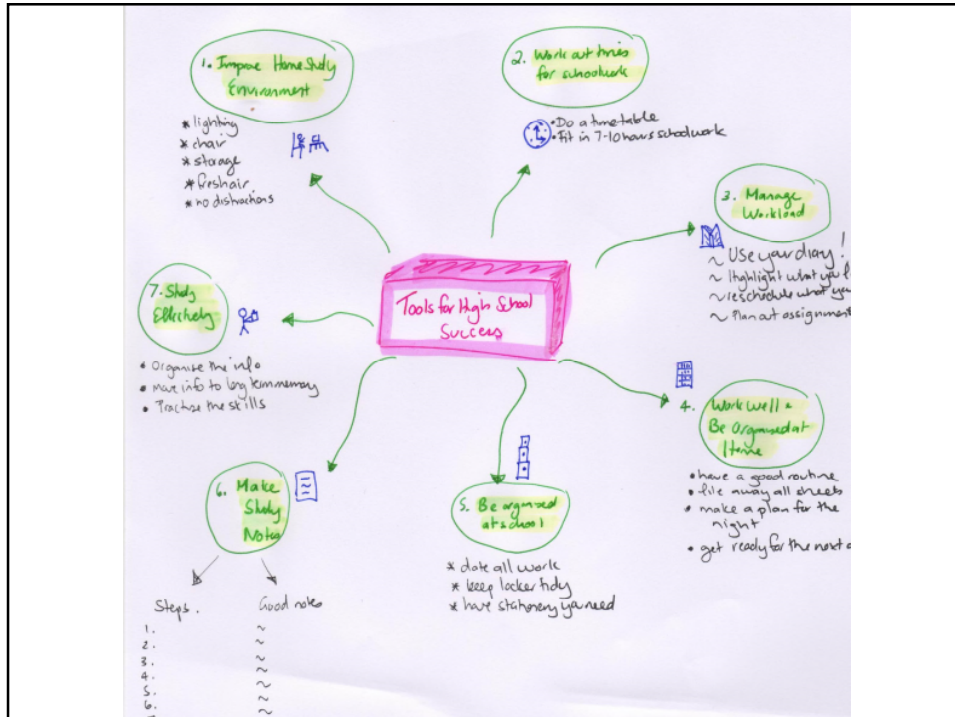 Tools for High School
Success
1. Improve Home Study
Environment
* lighting
* chair
* storage
* fresh air
* no distractions
2. Work out times
for schoolwork
• Do a timetable
• Fit in 7-10 hours schoolwork
3. Manage
Workload
~ Use your diary!
~ Highlight what you
~ reschedule what you
~ Plan out assignment
4. Work Well &
Be Organised at
Home
• have a good routine
• file away all sheets
• make a plan for the
night
• get ready for the next
5. Be organised
at school
* date all work
* keep locker tidy
* have stationery you need
6. Make
Study
Notes
Steps.
1.
2.
3.
4.
5.
6.
Good notes
~
~
~
~
~
~
~
7. Study
Effectively
• Organise the info
• Move info to long term memory
• Practise the skills